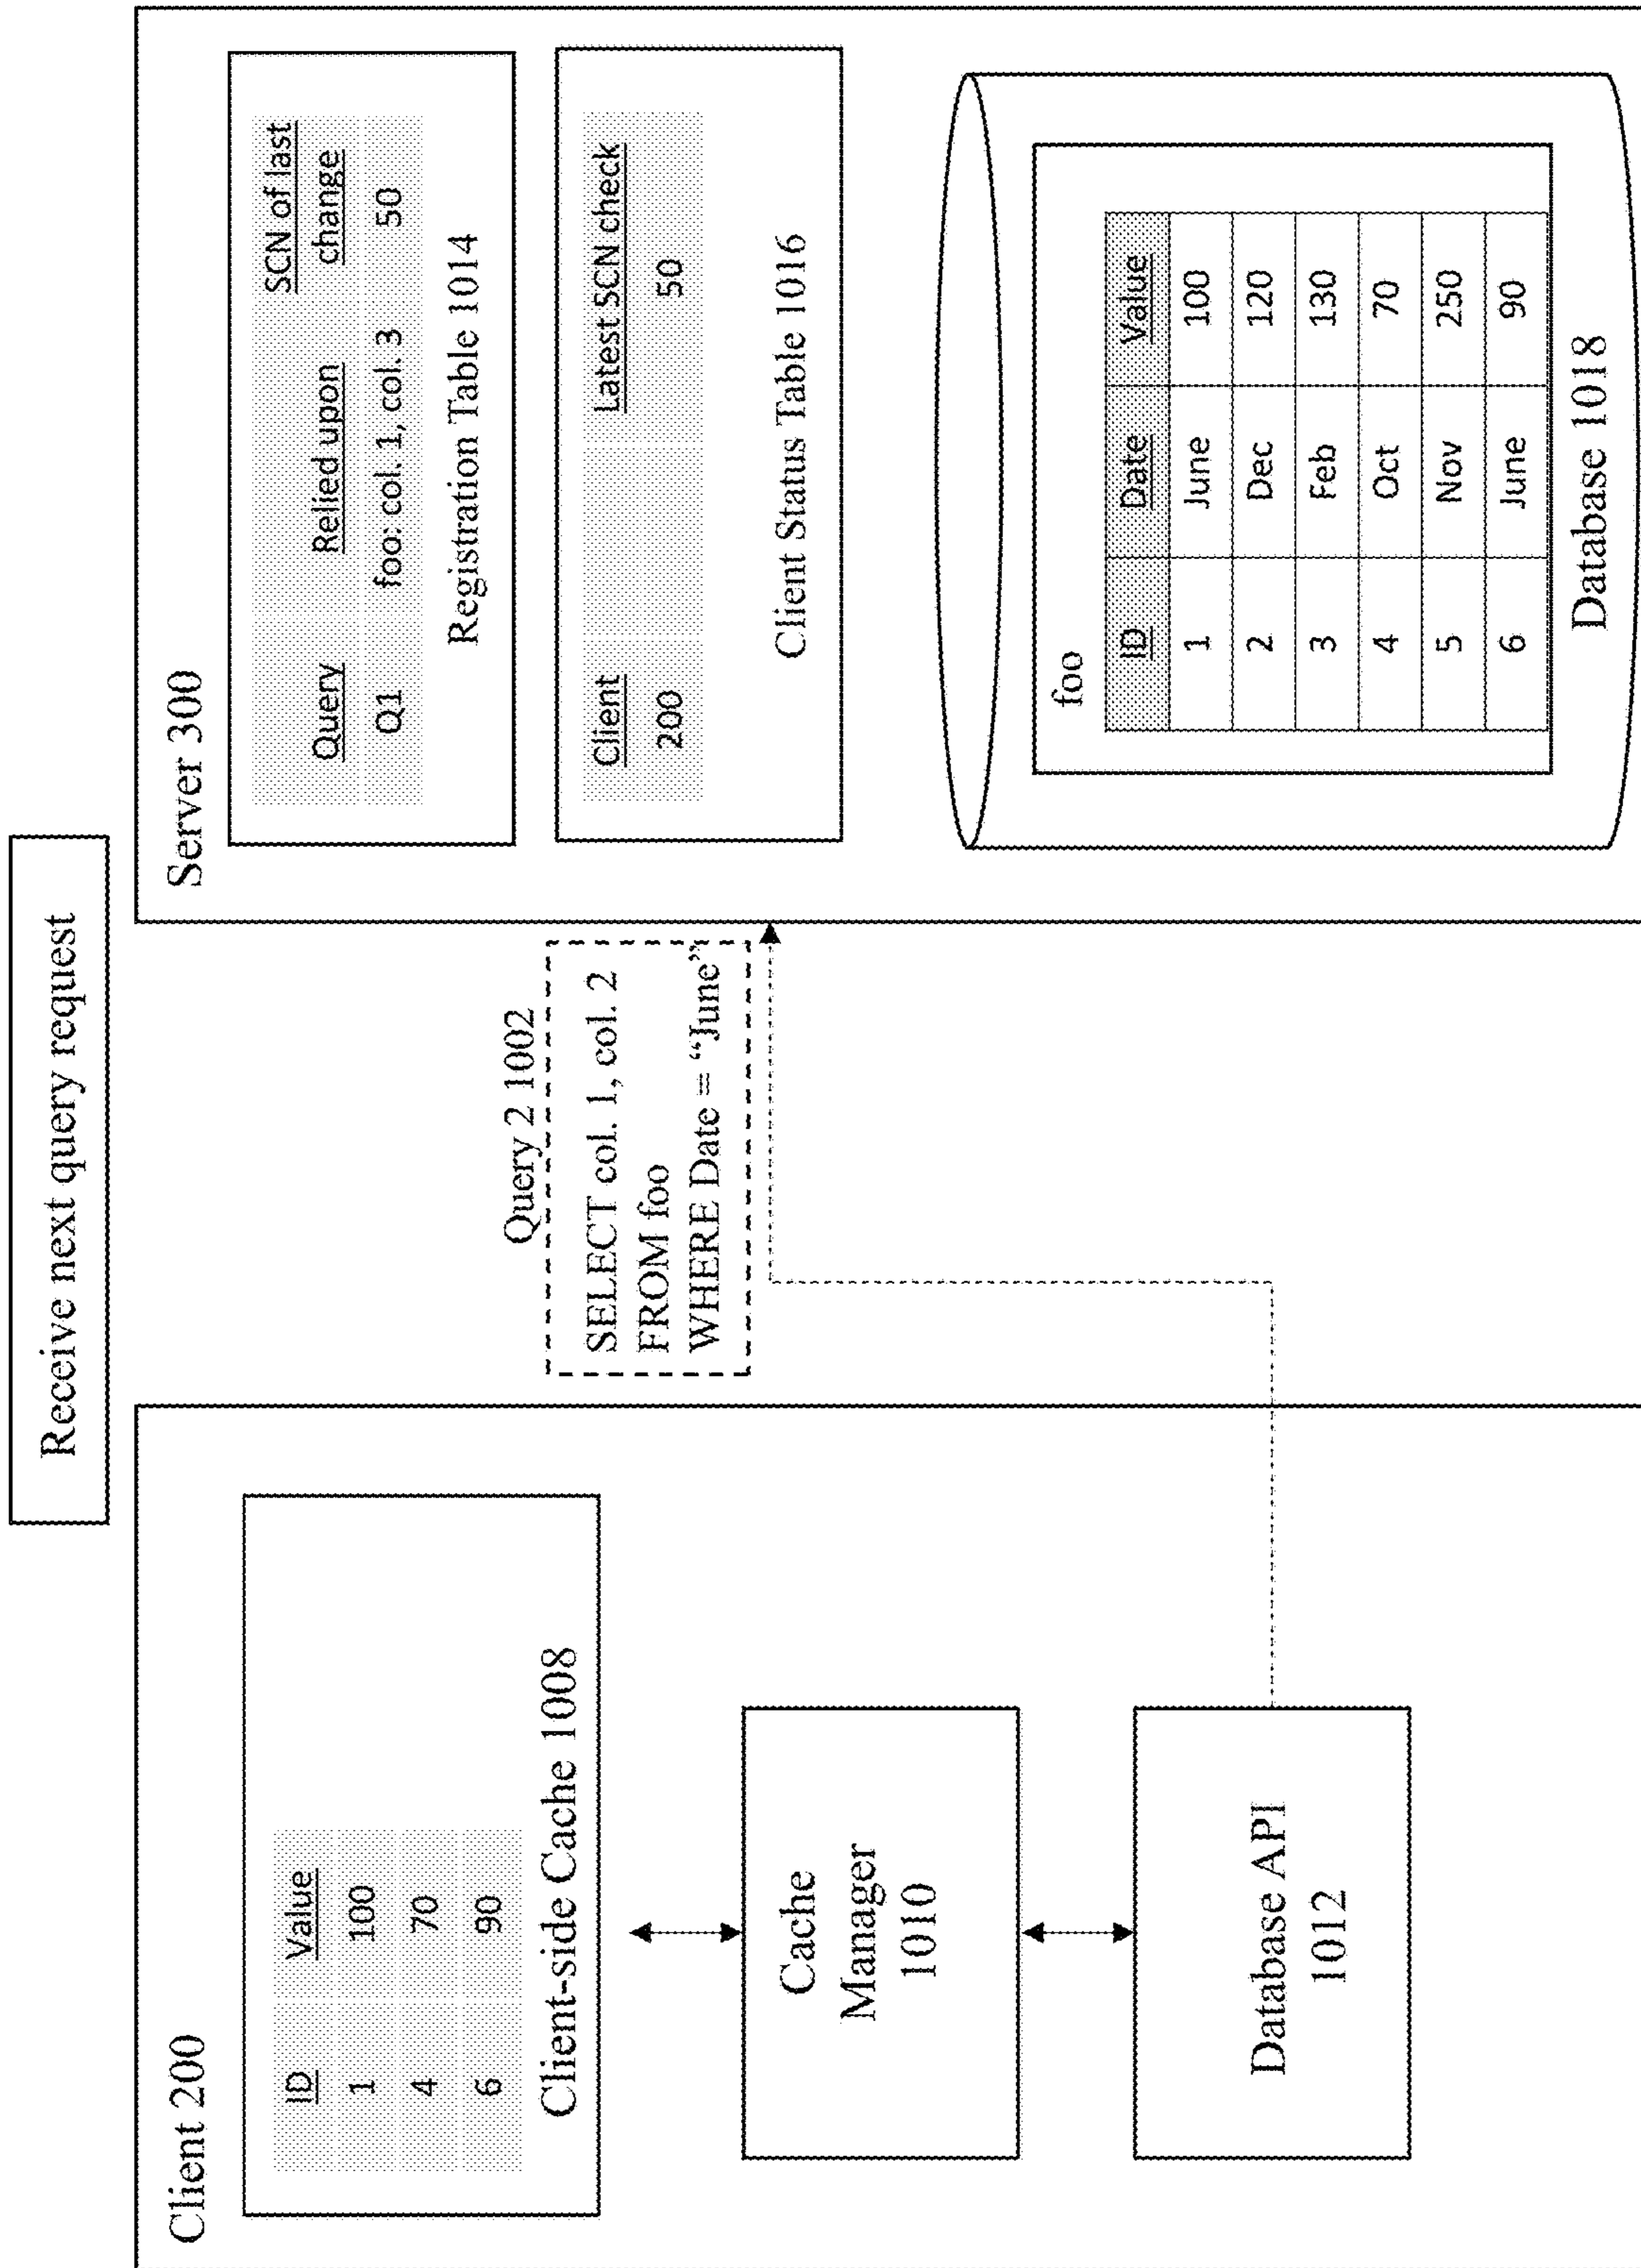 Receive next query request
Client 200
ID Value
1 100
4 70
6 90
Client-side Cache 1008
Cache
Manager
1010
Database API
1012
Query 2 1002
SELECT col. 1, col. 2
FROM foo
WHERE Date = “June”
Server 300
Query Relied upon SCN of last
change
Q1 foo: col. 1, col. 3 50
Registration Table 1014
Client Latest SCN check
200 50
Client Status Table 1016
foo
ID Date Value
1 June 100
2 Dec 120
3 Feb 130
4 Oct 70
5 Nov 250
6 June 90
Database 1018